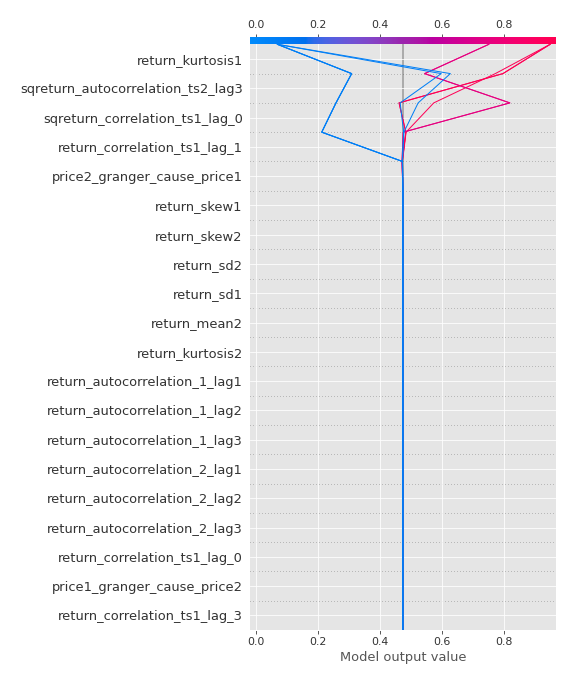 0.0 0.2 0.4 0.6 0.8
return_kurtosis1
sqreturn_autocorrelation_ts2_lag3
sqreturn_correlation_ts1_lag_0
return_correlation_ts1_lag_1
price2_granger_cause_price1
return_skew1
return_skew2
return_sd2
return_sd1
return_mean2
return_kurtosis2
return_autocorrelation_1_lag1
return_autocorrelation_1_lag2
return_autocorrelation_1_lag3
return_autocorrelation_2_lag1
return_autocorrelation_2_lag2
return_autocorrelation_2_lag3
return_correlation_ts1_lag_0
price1_granger_cause_price2
return_correlation_ts1_lag_3
0.0 0.2 0.4 0.6 0.8
Model output value